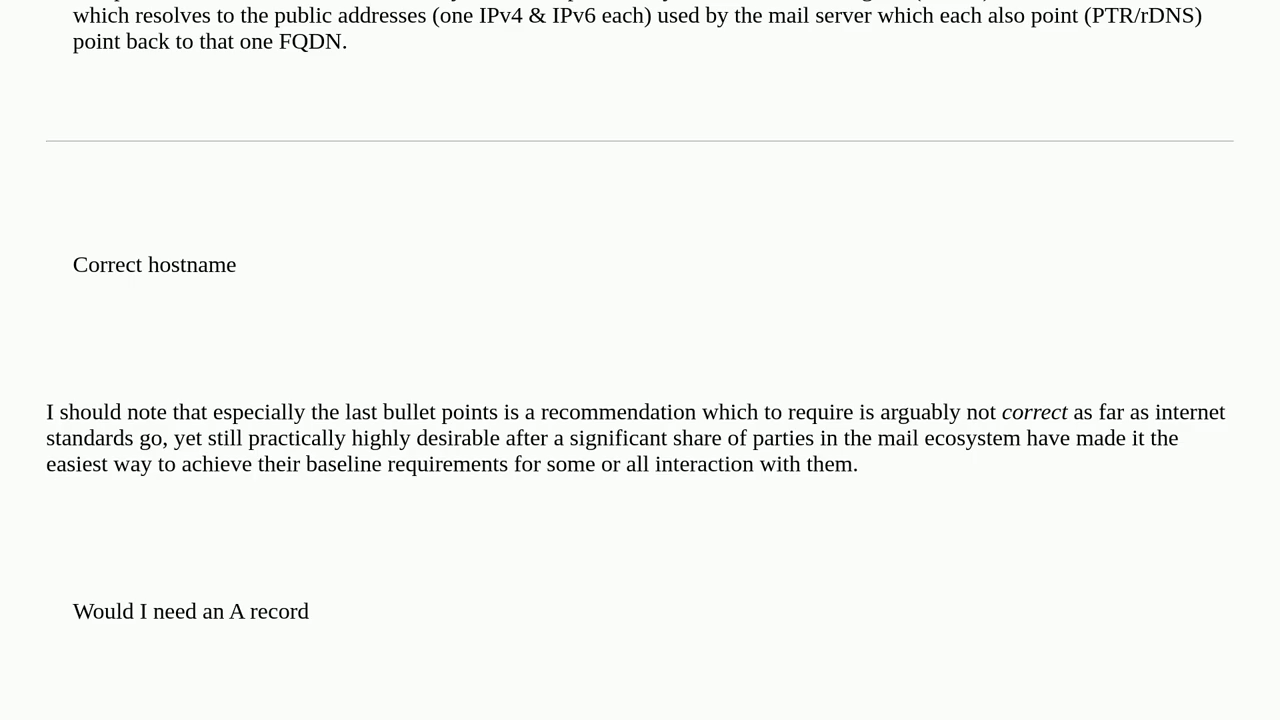 which resolves to the public addresses (one IPv4 & IPv6 each) used by the mail server which each also point (PTR/rDNS)
point back to that one FQDN.
Correct hostname
I should note that especially the last bullet points is a recommendation which to require is arguably not correct as far as internet
standards go, yet still practically highly desirable after a significant share of parties in the mail ecosystem have made it the
easiest way to achieve their baseline requirements for some or all interaction with them.
Would I need an A record